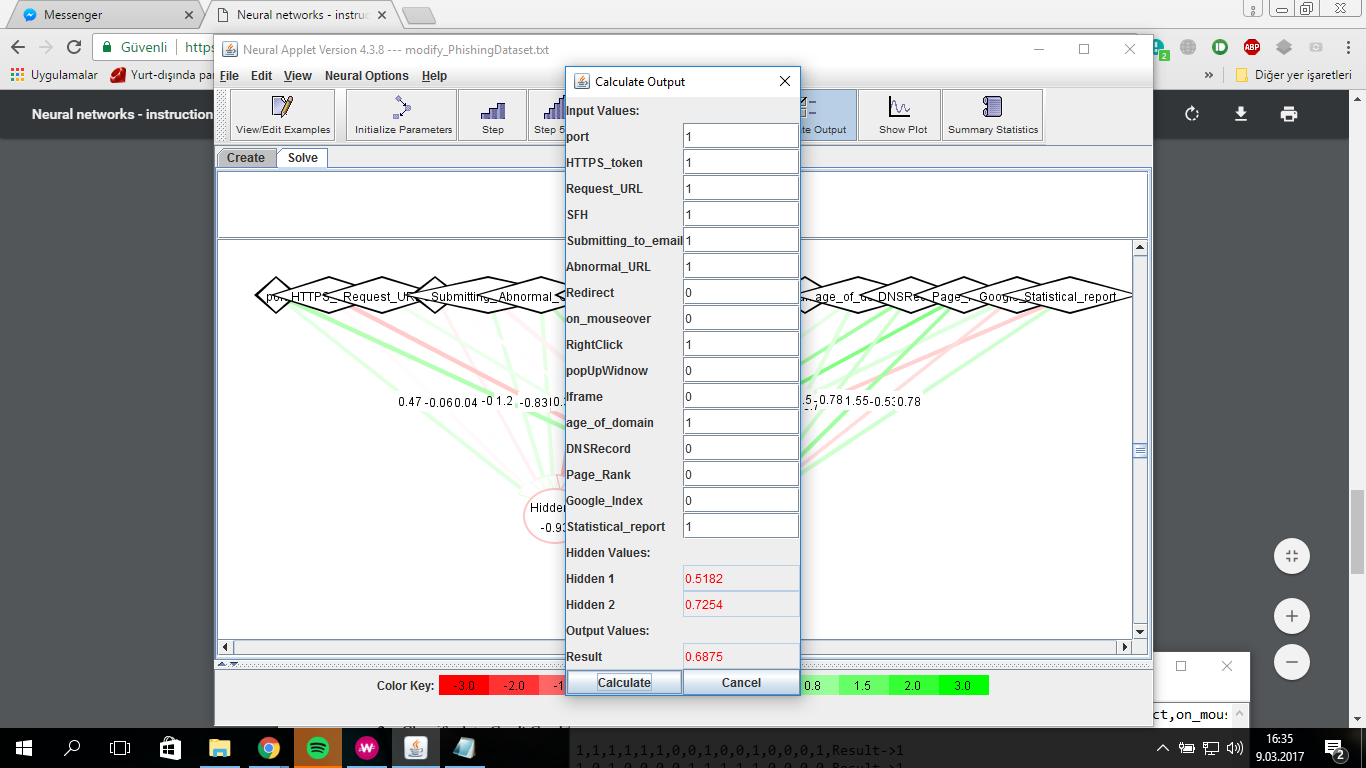 Messenger
Neural networks - instruc
Güvenli
https
Uygulamalar
Yurt-dışında par
Diğer yer işaretleri
2
ABP
Neural networks - instruction
Neural Applet Version 4.3.8 --- modify_PhishingDataset.txt
File Edit View Neural Options Help
View/Edit Examples
Initialize Parameters
Step
Step 5
te Output
Show Plot
Summary Statistics
Create Solve
Calculate Output
Input Values:
port 1
HTTPS_token 1
Request_URL 1
SFH 1
Submitting_to_email 1
Abnormal_URL 1
Redirect 0
on_mouseover 0
RightClick 1
popUpWidnow 0
Iframe 0
age_of_domain 1
DNSRecord 0
Page_Rank 0
Google_Index 0
Statistical_report 1
Hidden Values:
Hidden 1 0.5182
Hidden 2 0.7254
Output Values:
Result 0.6875
Calculate Cancel
HTTPS_ Request_UR Submitting_ Abnormal_
age_of_d DNSRec Page_ Google_ Statistical_report
0.47 -0.06 0.04 -0 1.2 -0.83
-0.78 1.55 -0.53 0.78
Hidden
-0.93
Color Key: -3.0 -2.0 -1 0.8 1.5 2.0 3.0
ct,on_mous
1,1,1,1,1,1,0,0,1,0,0,1,0,0,0,1,Result->1
16:35
9.03.2017
2